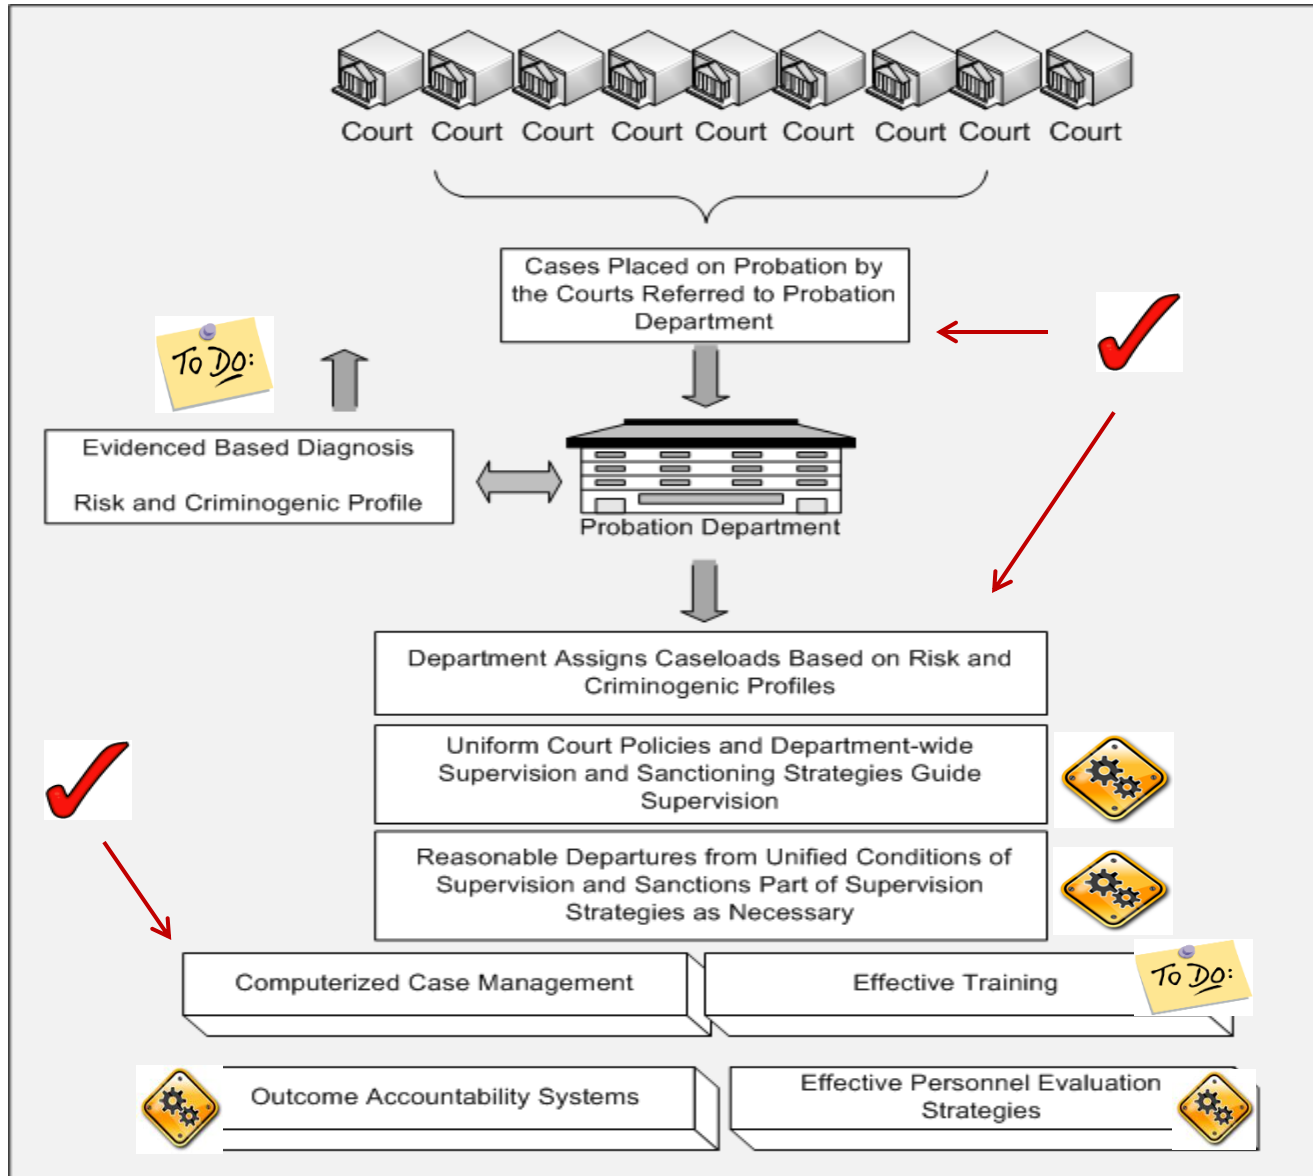 Court Court Court Court Court Court Court Court Court
Cases Placed on Probation by
the Courts Referred to Probation
Department
To Do:
Evidenced Based Diagnosis
Risk and Criminogenic Profile
Probation Department
Department Assigns Caseloads Based on Risk and
Criminogenic Profiles
Uniform Court Policies and Department-wide
Supervision and Sanctioning Strategies Guide
Supervision
Reasonable Departures from Unified Conditions of
Supervision and Sanctions Part of Supervision
Strategies as Necessary
Computerized Case Management
Effective Training
To Do:
Outcome Accountability Systems
Effective Personnel Evaluation
Strategies